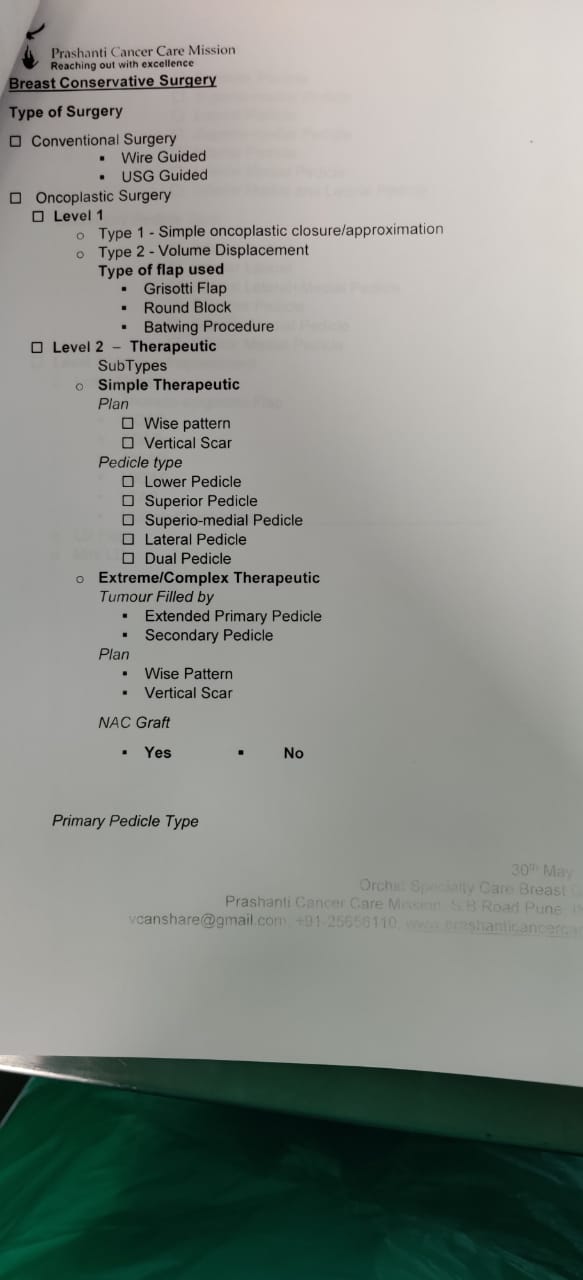 Prashanti Cancer Care Mission
Reaching out with excellence
Breast Conservative Surgery
Type of Surgery
☐ Conventional Surgery
▪ Wire Guided
▪ USG Guided
☐ Oncoplastic Surgery
☐ Level 1
○ Type 1 - Simple oncoplastic closure/approximation
○ Type 2 - Volume Displacement
Type of flap used
▪ Grisotti Flap
▪ Round Block
▪ Batwing Procedure
☐ Level 2 – Therapeutic
SubTypes
○ Simple Therapeutic
Plan
☐ Wise pattern
☐ Vertical Scar
Pedicle type
☐ Lower Pedicle
☐ Superior Pedicle
☐ Superio-medial Pedicle
☐ Lateral Pedicle
☐ Dual Pedicle
○ Extreme/Complex Therapeutic
Tumour Filled by
▪ Extended Primary Pedicle
▪ Secondary Pedicle
Plan
▪ Wise Pattern
▪ Vertical Scar
NAC Graft
▪ Yes ▪ No
Primary Pedicle Type
30th May
Orchid Specialty Care Breast
Prashanti Cancer Care Mission, S.B Road Pune
vcanshare@gmail.com, +91-25656110,